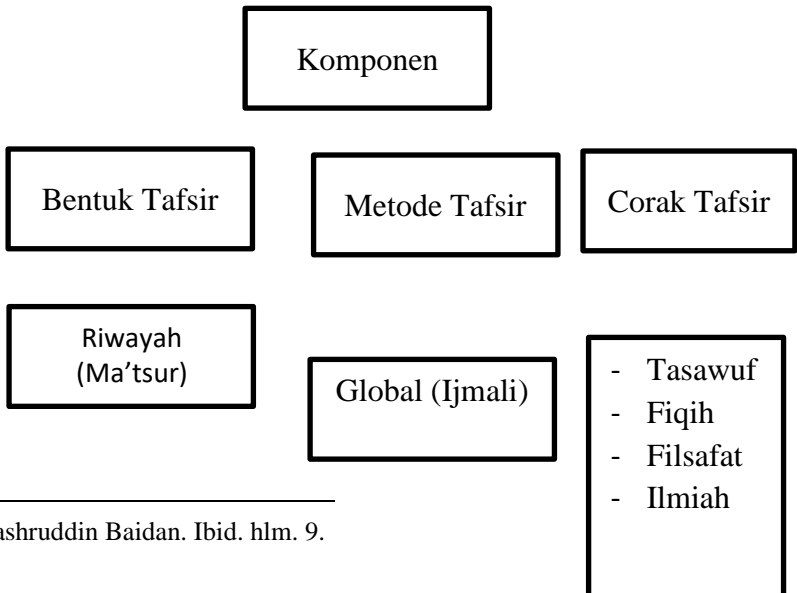 Komponen
Bentuk Tafsir
Metode Tafsir
Corak Tafsir
Riwayah
(Ma’tsur)
Global (Ijmali)
- Tasawuf
- Fiqih
- Filsafat
- Ilmiah
ashruddin Baidan. Ibid. hlm. 9.